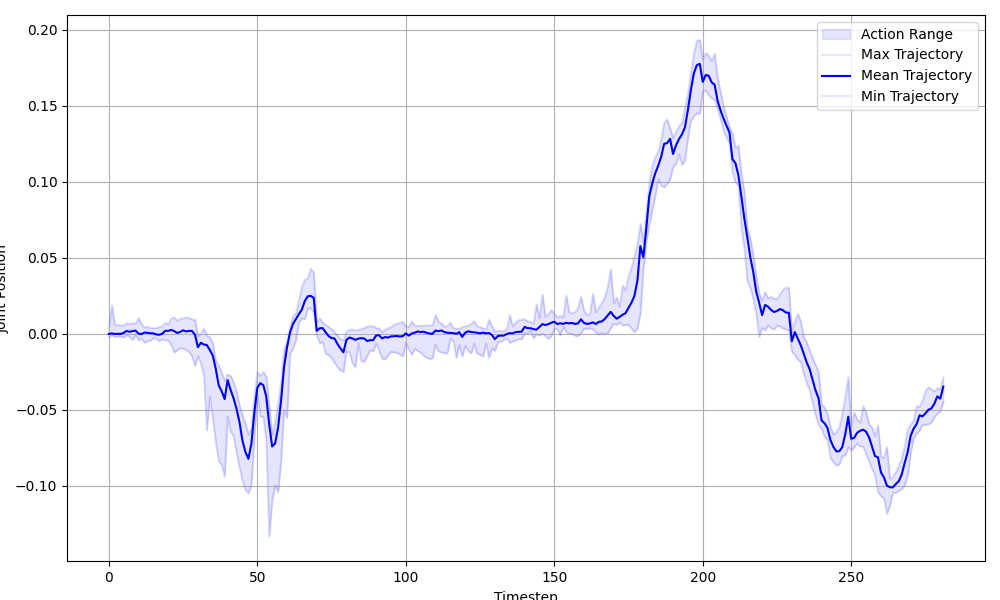 0.20
0.15
0.10
0.05
0.00
−0.05
−0.10
0
50
100
150
200
250
Timestep
Joint Position
Action Range
Max Trajectory
Mean Trajectory
Min Trajectory